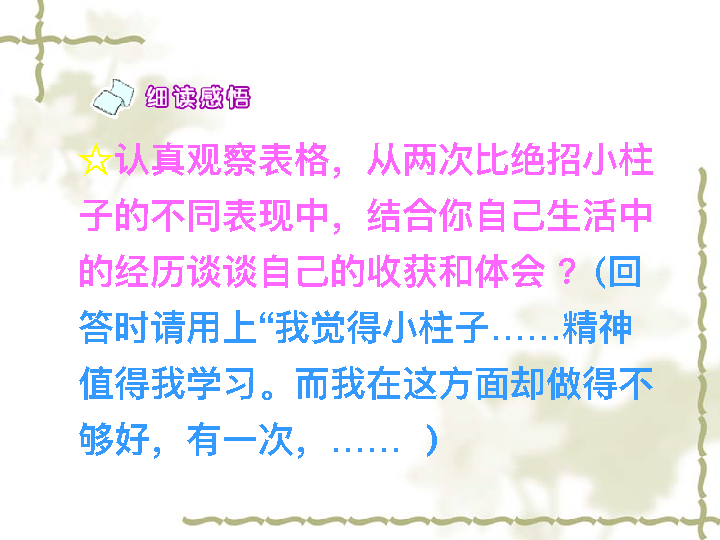 细读感悟
☆认真观察表格，从两次比绝招小柱
子的不同表现中，结合你自己生活中
的经历谈谈自己的收获和体会 ？（回
答时请用上“我觉得小柱子……精神
值得我学习。而我在这方面却做得不
够好，有一次，…… ）